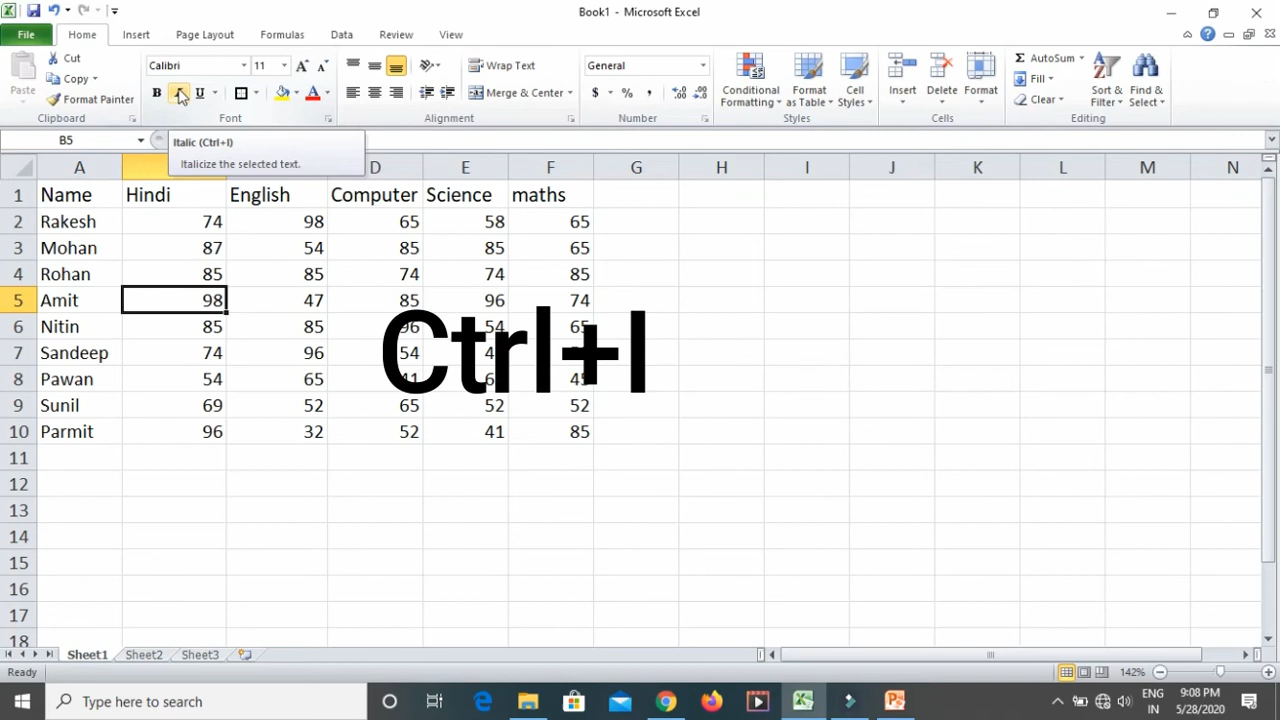 Book1 - Microsoft Excel
File Home Insert Page Layout Formulas Data Review View
Cut
Copy
Format Painter
Paste
Clipboard
Calibri 11
B I U
Font
Wrap Text
Merge & Center
Alignment
General
$ % ,
Number
Conditional Formatting
Format as Table
Cell Styles
Styles
Insert Delete Format
Cells
AutoSum
Fill
Clear
Sort & Filter
Find & Select
Editing
B5
Italic (Ctrl+I)
Italicize the selected text.
A D E F G H I J K L M N
1 Name Hindi English Computer Science maths
2 Rakesh 74 98 65 58 65
3 Mohan 87 54 85 85 65
4 Rohan 85 85 74 74 85
5 Amit 98 47 85 96 74
6 Nitin 85 85 96 54 65
7 Sandeep 74 96 54
8 Pawan 54 65 41
9 Sunil 69 52 65 52 52
10 Parmit 96 32 52 41 85
11
12
13
14
15
16
17
18
Ctrl+I
Sheet1 Sheet2 Sheet3
Ready
142%
Type here to search
ENG
IN
9:08 PM
5/28/2020